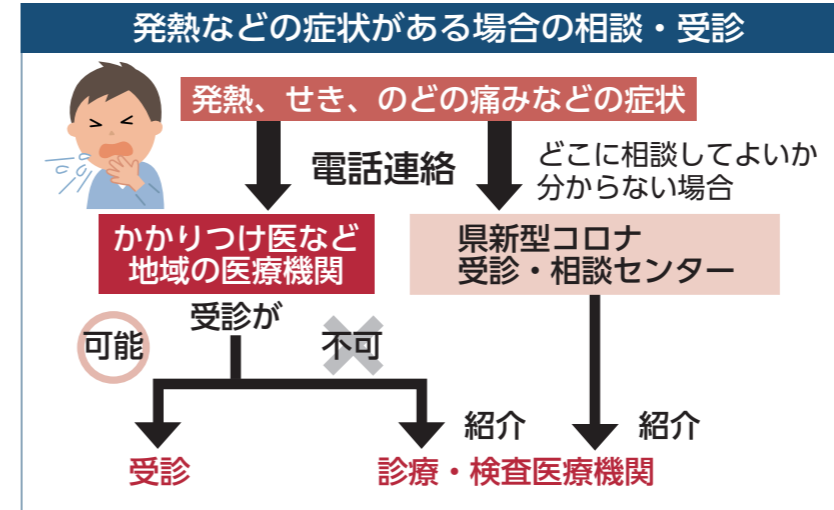 発熱などの症状がある場合の相談・受診
発熱、せき、のどの痛みなどの症状
電話連絡
どこに相談してよいか
分からない場合
かかりつけ医など
地域の医療機関
県新型コロナ
受診・相談センター
受診が
可能
不可
紹介
紹介
受診
診療・検査医療機関